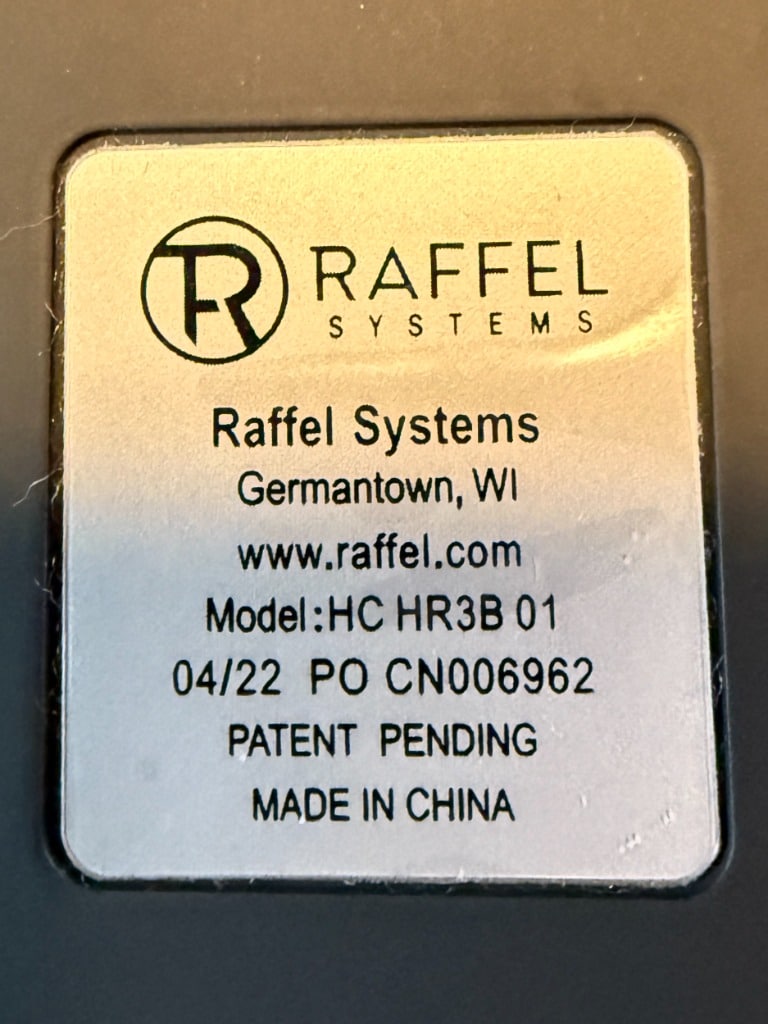 RAFFEL
SYSTEMS
Raffel Systems
Germantown, WI
www.raffel.com
Model:HC HR3B 01
04/22 PO CN006962
PATENT PENDING
MADE IN CHINA